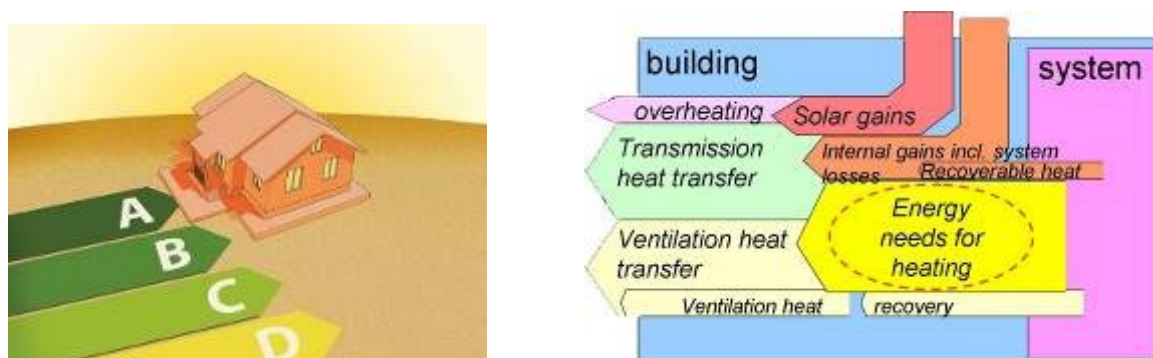 A
B
C
D
building
system
overheating
Solar gains
Transmission
heat transfer
Internal gains incl. system
losses
Recoverable heat
Energy
needs for
heating
Ventilation heat
transfer
Ventilation heat
recovery